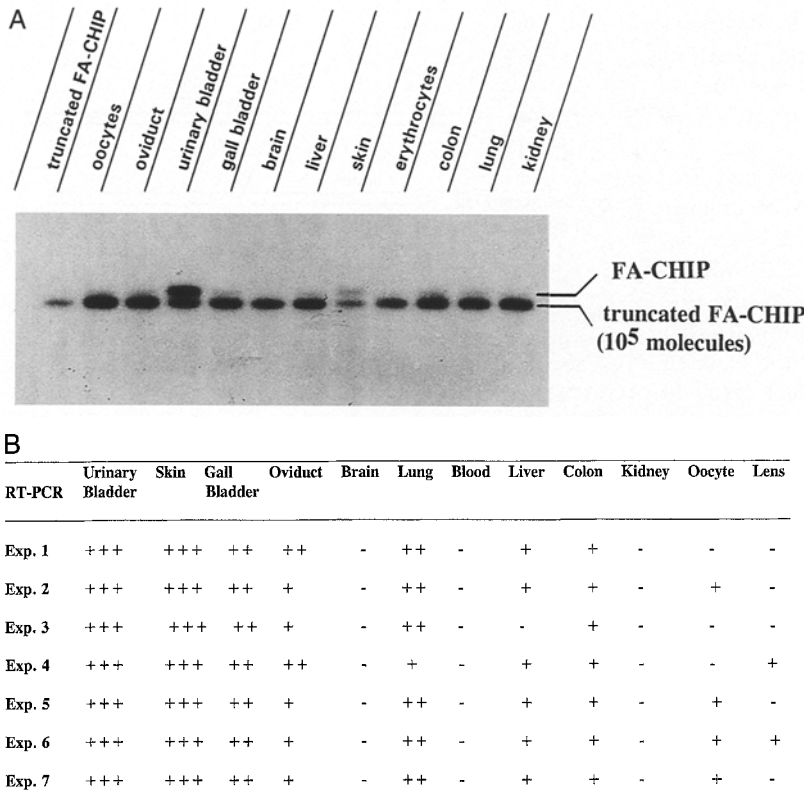 A
truncated FA-CHIP
oocytes
oviduct
urinary bladder
gall bladder
brain
liver
skin
erythrocytes
colon
lung
kidney
FA-CHIP
truncated FA-CHIP
(10⁵ molecules)
B
RT-PCR Urinary Bladder Skin Gall Bladder Oviduct Brain Lung Blood Liver Colon Kidney Oocyte Lens
Exp. 1 +++ +++ ++ ++ - ++ - + + - - -
Exp. 2 +++ +++ ++ + - ++ - + + - + -
Exp. 3 +++ +++ ++ + - ++ - - + - - -
Exp. 4 +++ +++ ++ ++ - + - + + - - +
Exp. 5 +++ +++ ++ + - ++ - + + - + -
Exp. 6 +++ +++ ++ + - ++ - + + - + +
Exp. 7 +++ +++ ++ + - ++ - + + - + -